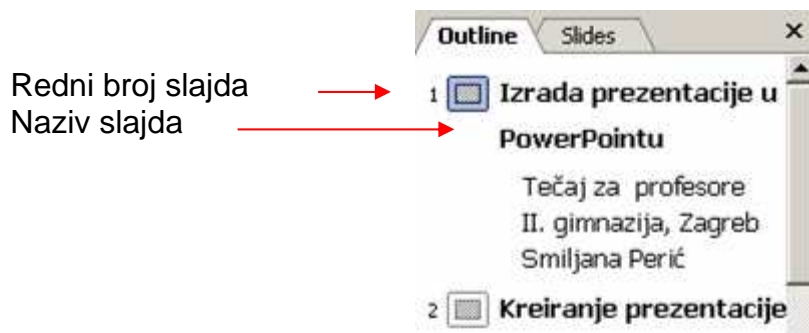 Outline Slides
Redni broj slajda
Naziv slajda
1 Izrada prezentacije u
PowerPointu
Tečaj za profesore
II. gimnazija, Zagreb
Smiljana Perić
2 Kreiranje prezentacije